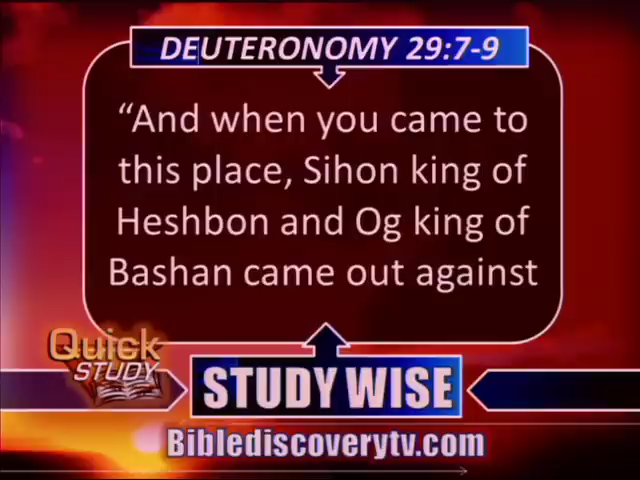 DEUTERONOMY 29:7-9
“And when you came to
this place, Sihon king of
Heshbon and Og king of
Bashan came out against
Quick
STUDY
STUDY WISE
Biblediscoverytv.com